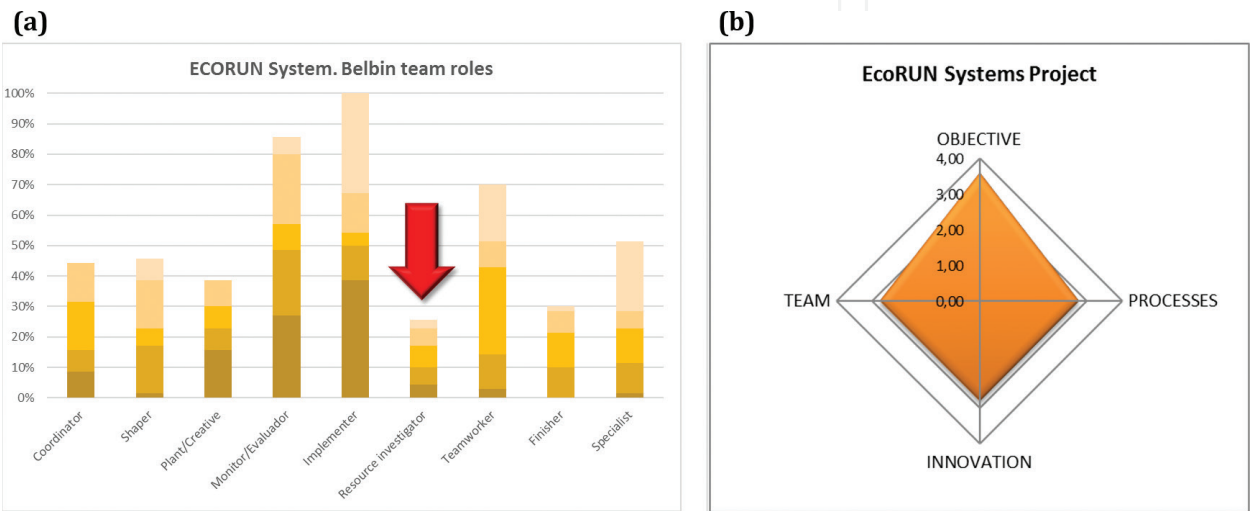 (a)
ECORUN System. Belbin team roles
100%
90%
80%
70%
60%
50%
40%
30%
20%
10%
0%
Coordinator
Shaper
Plant/Creative
Monitor/Evaluador
Implementer
Resource investigator
Teamworker
Finisher
Specialist
(b)
EcoRUN Systems Project
OBJECTIVE
4,00
3,00
2,00
1,00
0,00
TEAM
PROCESSES
INNOVATION